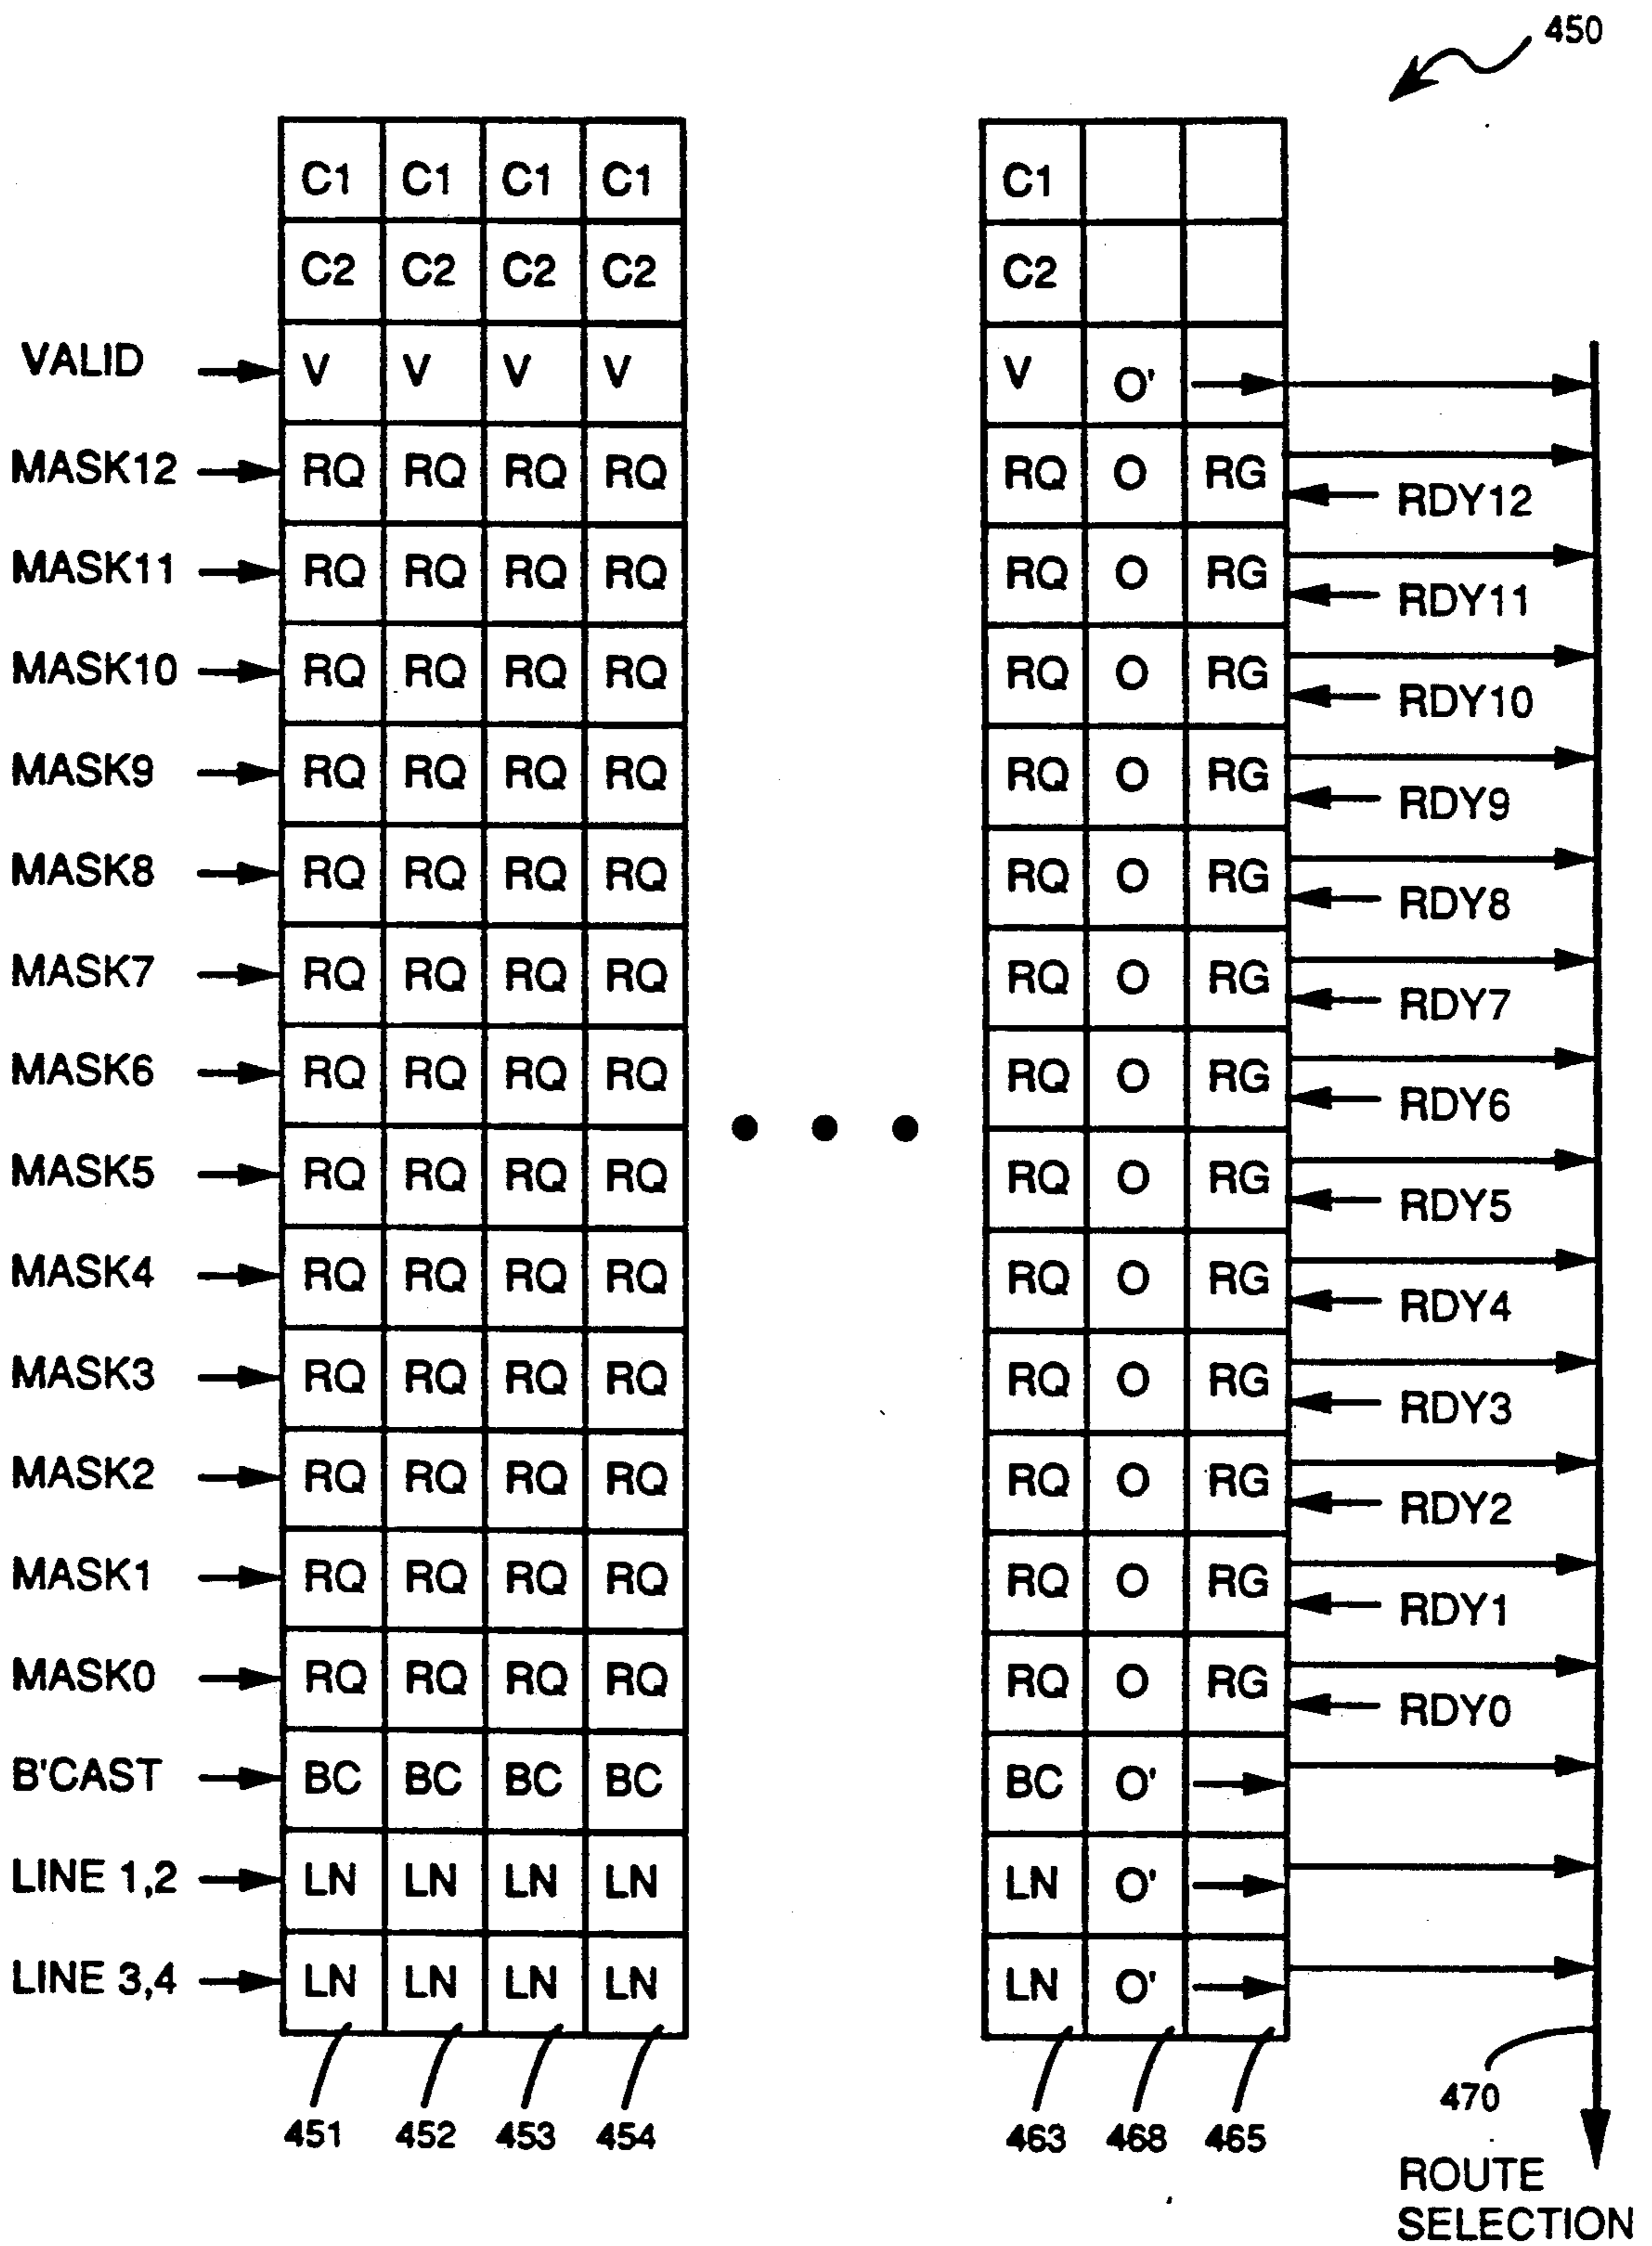 450
C1 C1 C1 C1 C1
C2 C2 C2 C2 C2
VALID V V V V V O'
MASK12 RQ RQ RQ RQ RQ O RG RDY12
MASK11 RQ RQ RQ RQ RQ O RG RDY11
MASK10 RQ RQ RQ RQ RQ O RG RDY10
MASK9 RQ RQ RQ RQ RQ O RG RDY9
MASK8 RQ RQ RQ RQ RQ O RG RDY8
MASK7 RQ RQ RQ RQ RQ O RG RDY7
MASK6 RQ RQ RQ RQ RQ O RG RDY6
MASK5 RQ RQ RQ RQ RQ O RG RDY5
MASK4 RQ RQ RQ RQ RQ O RG RDY4
MASK3 RQ RQ RQ RQ RQ O RG RDY3
MASK2 RQ RQ RQ RQ RQ O RG RDY2
MASK1 RQ RQ RQ RQ RQ O RG RDY1
MASK0 RQ RQ RQ RQ RQ O RG RDY0
B'CAST BC BC BC BC BC O'
LINE 1,2 LN LN LN LN LN O'
LINE 3,4 LN LN LN LN LN O'
451 452 453 454 463 468 465 470
ROUTE
SELECTION